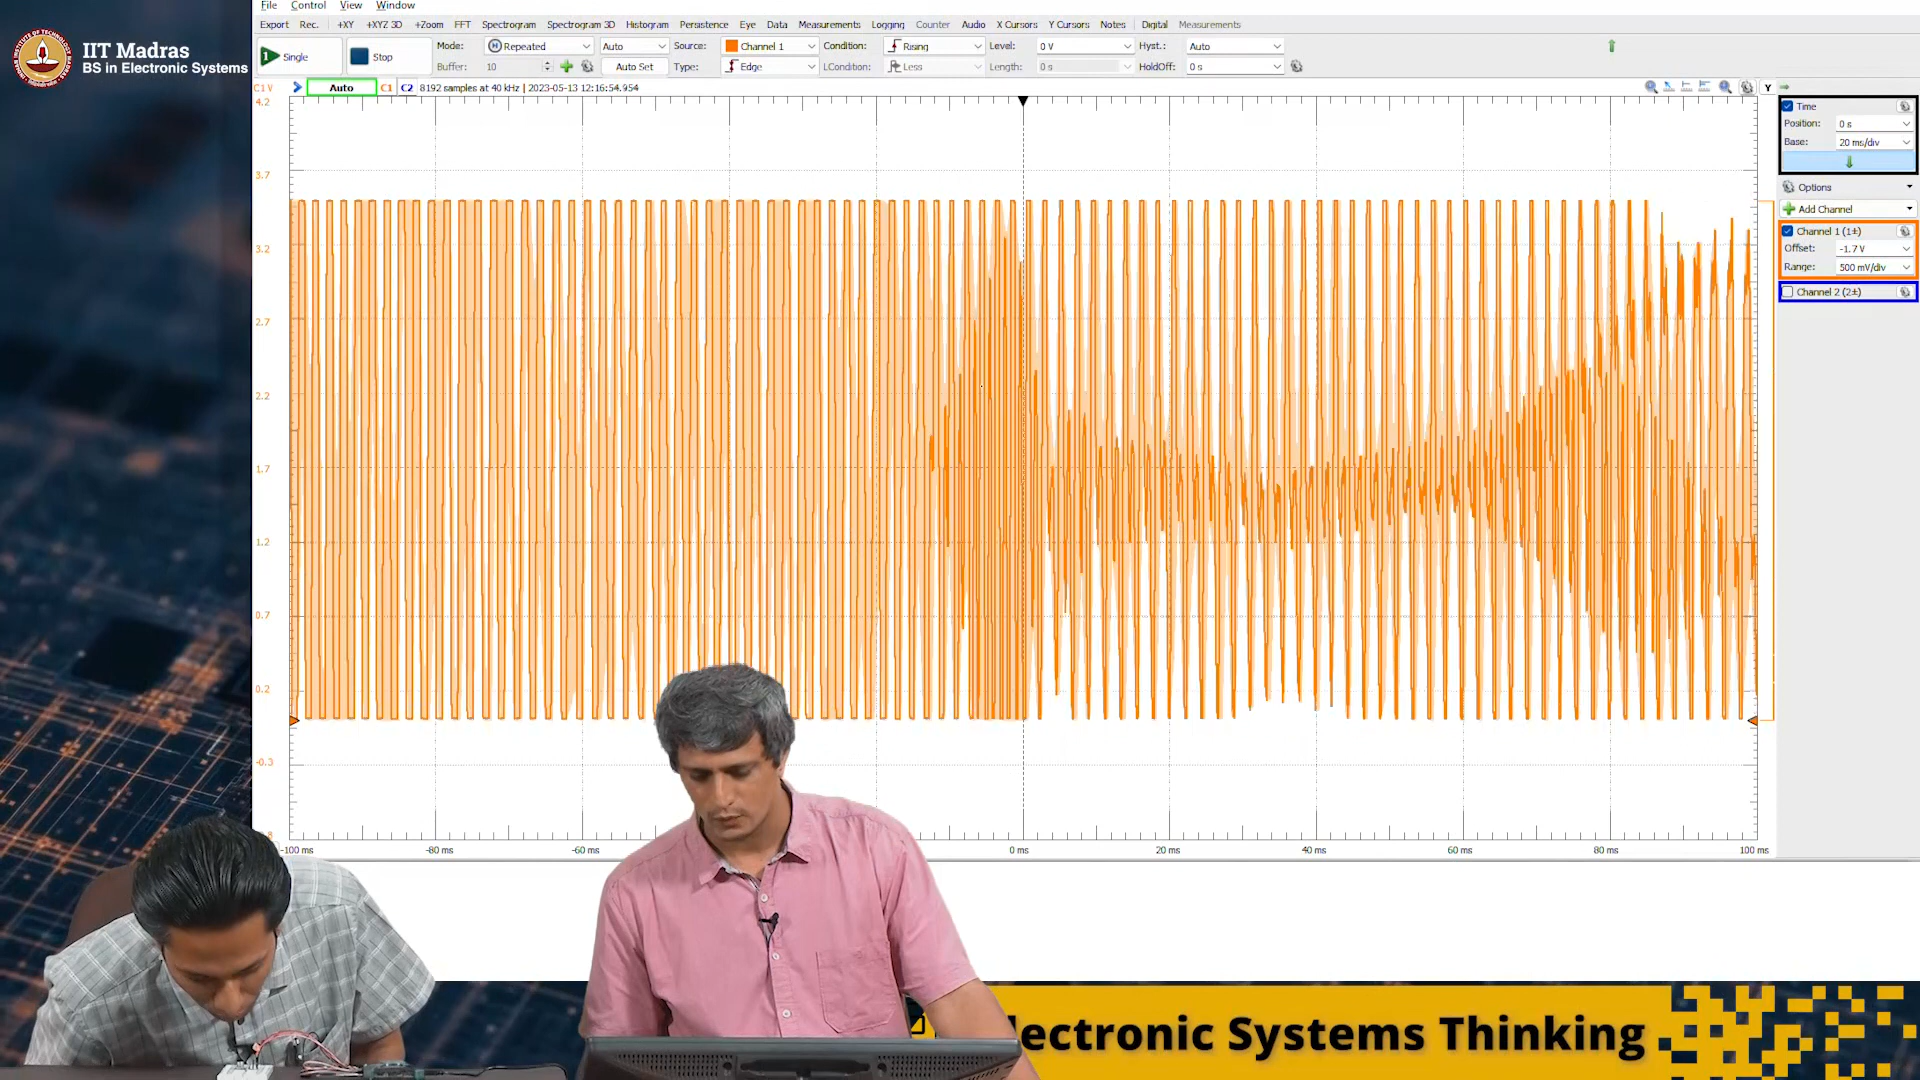 File Control View Window
Export Rec. +XY +XYZ 3D +Zoom FFT Spectrogram Spectrogram 3D Histogram Persistence Eye Data Measurements Logging Counter Audio X Cursors Y Cursors Notes Digital Measurements
IIT Madras
BS in Electronic Systems
Single Stop Mode: Repeated Auto Source: Channel 1 Condition: Rising Level: 0 V Hyst.: Auto
Buffer: 10 Auto Set Type: Edge LCondition: Less Length: 0 s HoldOff: 0 s
C1 V Auto C1 C2 8192 samples at 40 kHz | 2023-05-13 12:16:54.954 Y
4.2
3.7
3.2
2.7
2.2
1.7
1.2
0.7
0.2
-0.3
-100 ms -80 ms -60 ms 0 ms 20 ms 40 ms 60 ms 80 ms 100 ms
Time
Position: 0 s
Base: 20 ms/div
Options
Add Channel
Channel 1 (1±)
Offset: -1.7 V
Range: 500 mV/div
Channel 2 (2±)
lectronic Systems Thinking